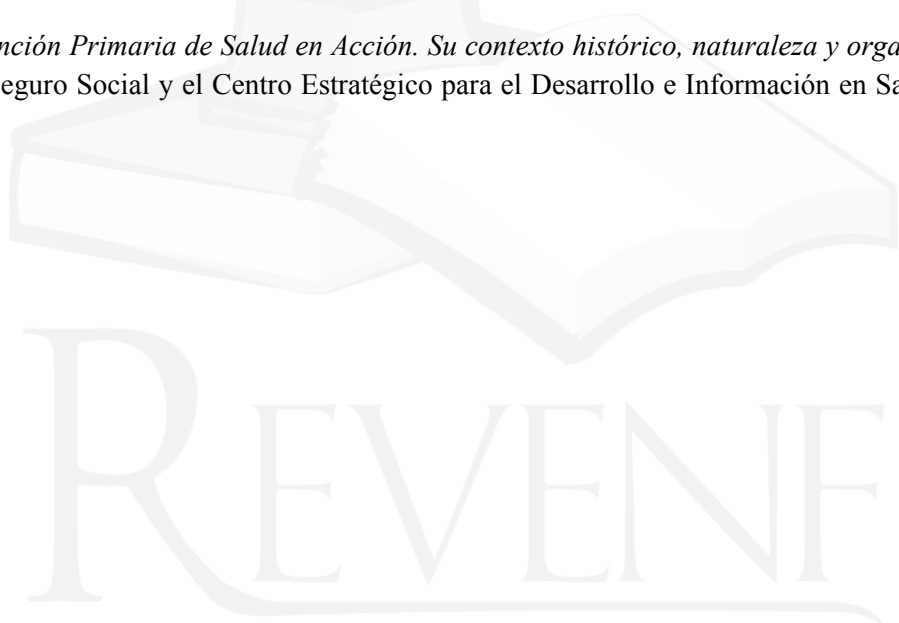 nción Primaria de Salud en Acción. Su contexto histórico, naturaleza y orga
eguro Social y el Centro Estratégico para el Desarrollo e Información en Sa
REVENF